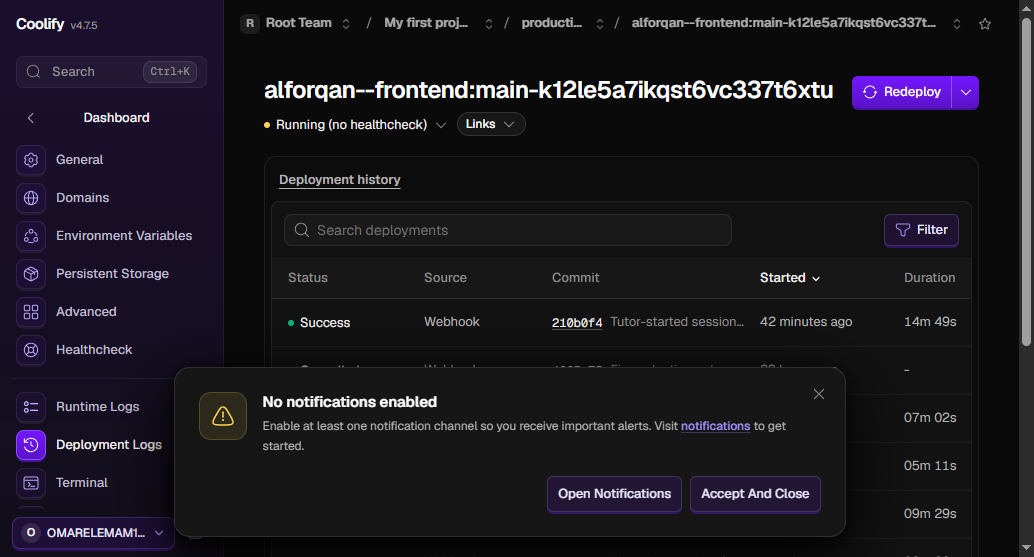 Coolify v4.7.5
R Root Team / My first proj... / producti... / alforqan--frontend:main-k12le5a7ikqst6vc337t...
Search Ctrl+K
Dashboard
General
Domains
Environment Variables
Persistent Storage
Advanced
Healthcheck
Runtime Logs
Deployment Logs
Terminal
O OMARELEMAM1...
alforqan--frontend:main-k12le5a7ikqst6vc337t6xtu
Redeploy
Running (no healthcheck) Links
Deployment history
Search deployments
Filter
Status Source Commit Started Duration
Success Webhook 210b0f4 Tutor-started session... 42 minutes ago 14m 49s
-
07m 02s
05m 11s
09m 29s
No notifications enabled
Enable at least one notification channel so you receive important alerts. Visit notifications to get
started.
Open Notifications Accept And Close